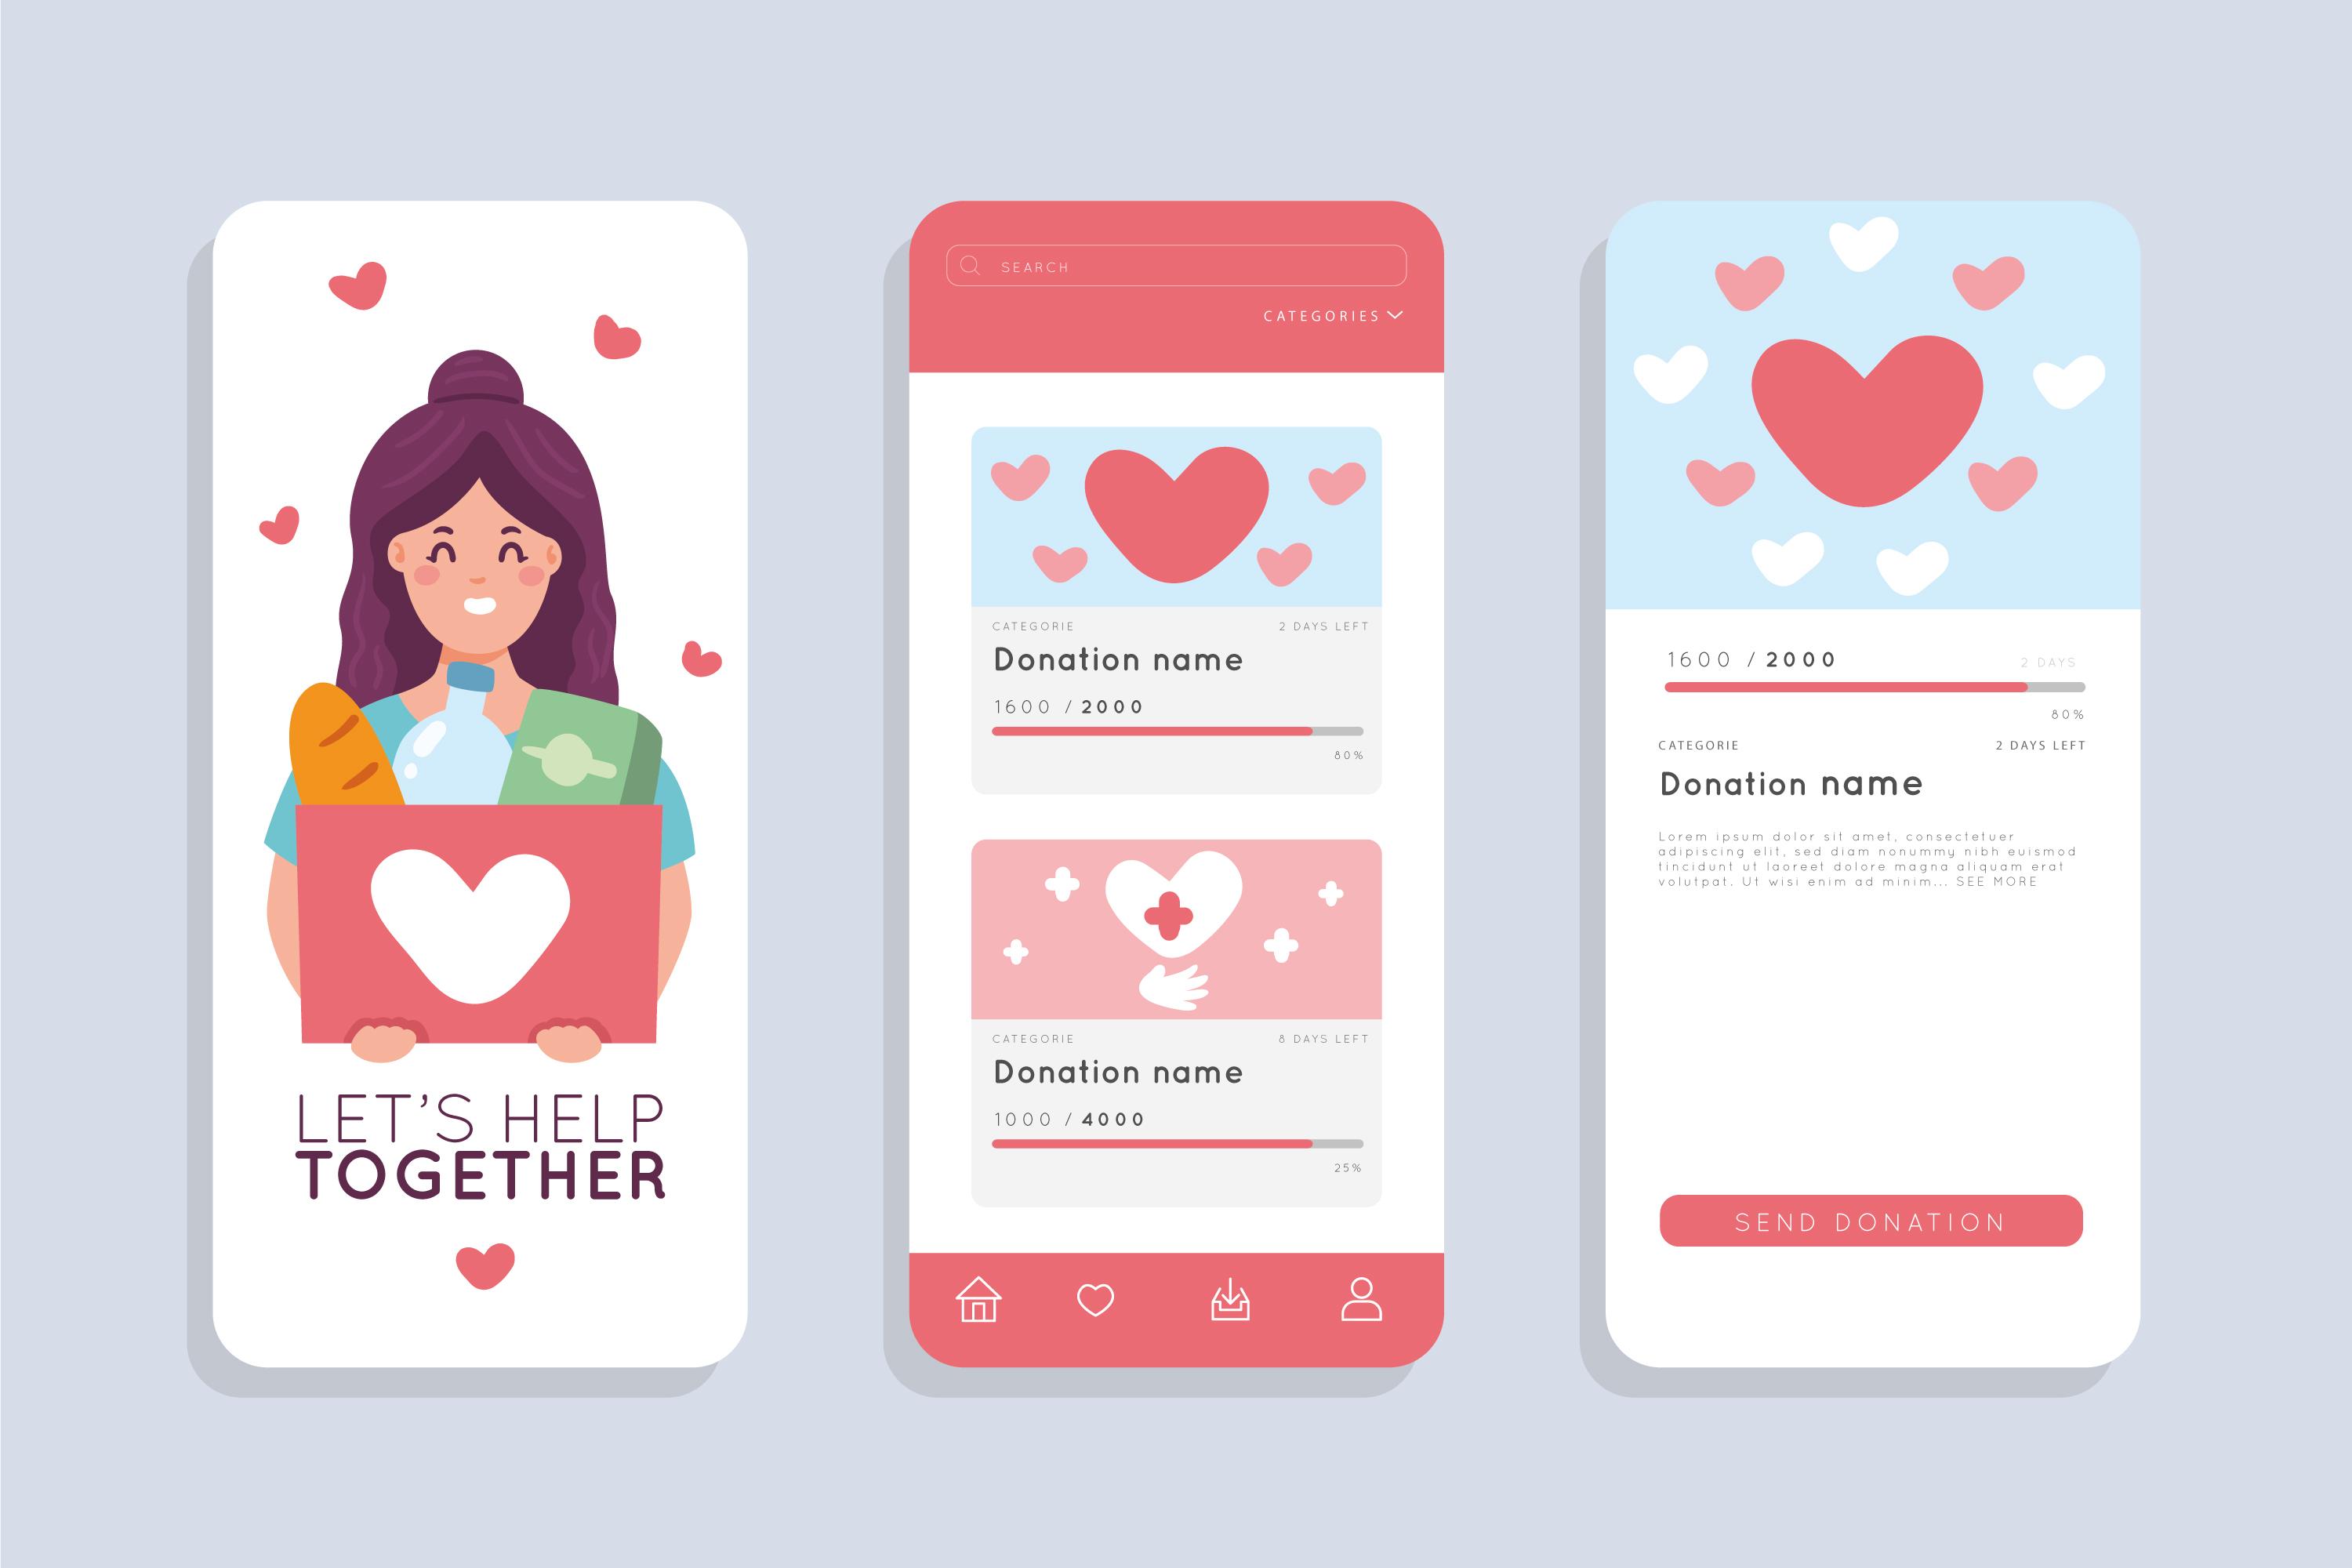 LET'S HELP
TOGETHER
SEARCH
CATEGORIES
CATEGORIE 2 DAYS LEFT
Donation name
1600 / 2000
80%
CATEGORIE 8 DAYS LEFT
Donation name
1000 / 4000
25%
1600 / 2000 2 DAYS
80%
CATEGORIE 2 DAYS LEFT
Donation name
Lorem ipsum dolor sit amet, consectetuer
adipiscing elit, sed diam nonummy nibh euismod
tincidunt ut laoreet dolore magna aliquam erat
volutpat. Ut wisi enim ad minim... SEE MORE
SEND DONATION